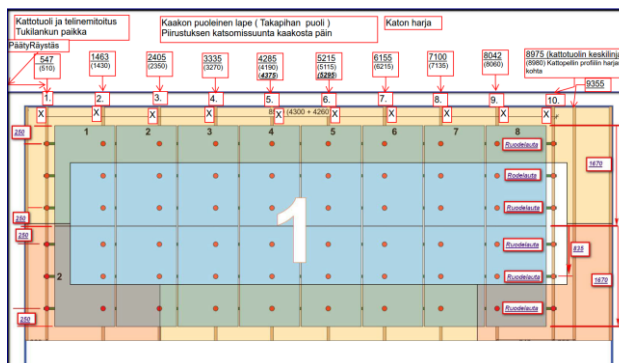 Kattotuoli ja telinemitoitus
Tukilankun paikka
Kaakon puoleinen lape ( Takapihan puoli )
Piirustuksen katsomissuunta kaakosta päin
Katon harja
PäätyRäystäs
547
(510)
1463
(1430)
2405
(2350)
3335
(3270)
4285
(4190)
(4375)
5215
(5115)
(5295)
6155
(6215)
7100
(7135)
8042
(8060)
8975 (kattotuolin keskilinja
(8980) Kattopellin profiilin harja
kohta
9355
1. 2. 3. 4. 5. 6. 7. 8. 9. 10.
X X X X X X X X X X
(4300 + 4260
1 2 3 4 5 6 7 8
250
Ruodelauta
Rodelauta
1670
250
Ruodelauta
1
250
Ruodelauta
835
2
Ruodelauta
1670
250
Ruodelauta